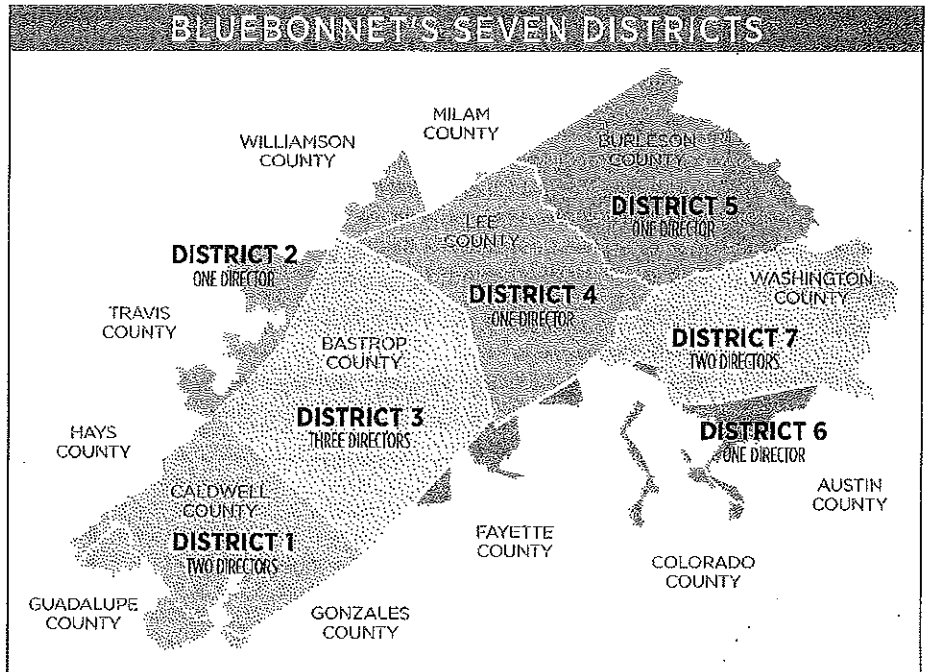 BLUEBONNET'S SEVEN DISTRICTS
MILAM
COUNTY
WILLIAMSON
COUNTY
BURLESON
COUNTY
DISTRICT 5
ONE DIRECTOR
LEE
COUNTY
DISTRICT 2
ONE DIRECTOR
WASHINGTON
COUNTY
DISTRICT 4
ONE DIRECTOR
TRAVIS
COUNTY
DISTRICT 7
TWO DIRECTORS
BASTROP
COUNTY
DISTRICT 3
THREE DIRECTORS
DISTRICT 6
ONE DIRECTOR
HAYS
COUNTY
AUSTIN
COUNTY
CALDWELL
COUNTY
DISTRICT 1
TWO DIRECTORS
FAYETTE
COUNTY
COLORADO
COUNTY
GUADALUPE
COUNTY
GONZALES
COUNTY